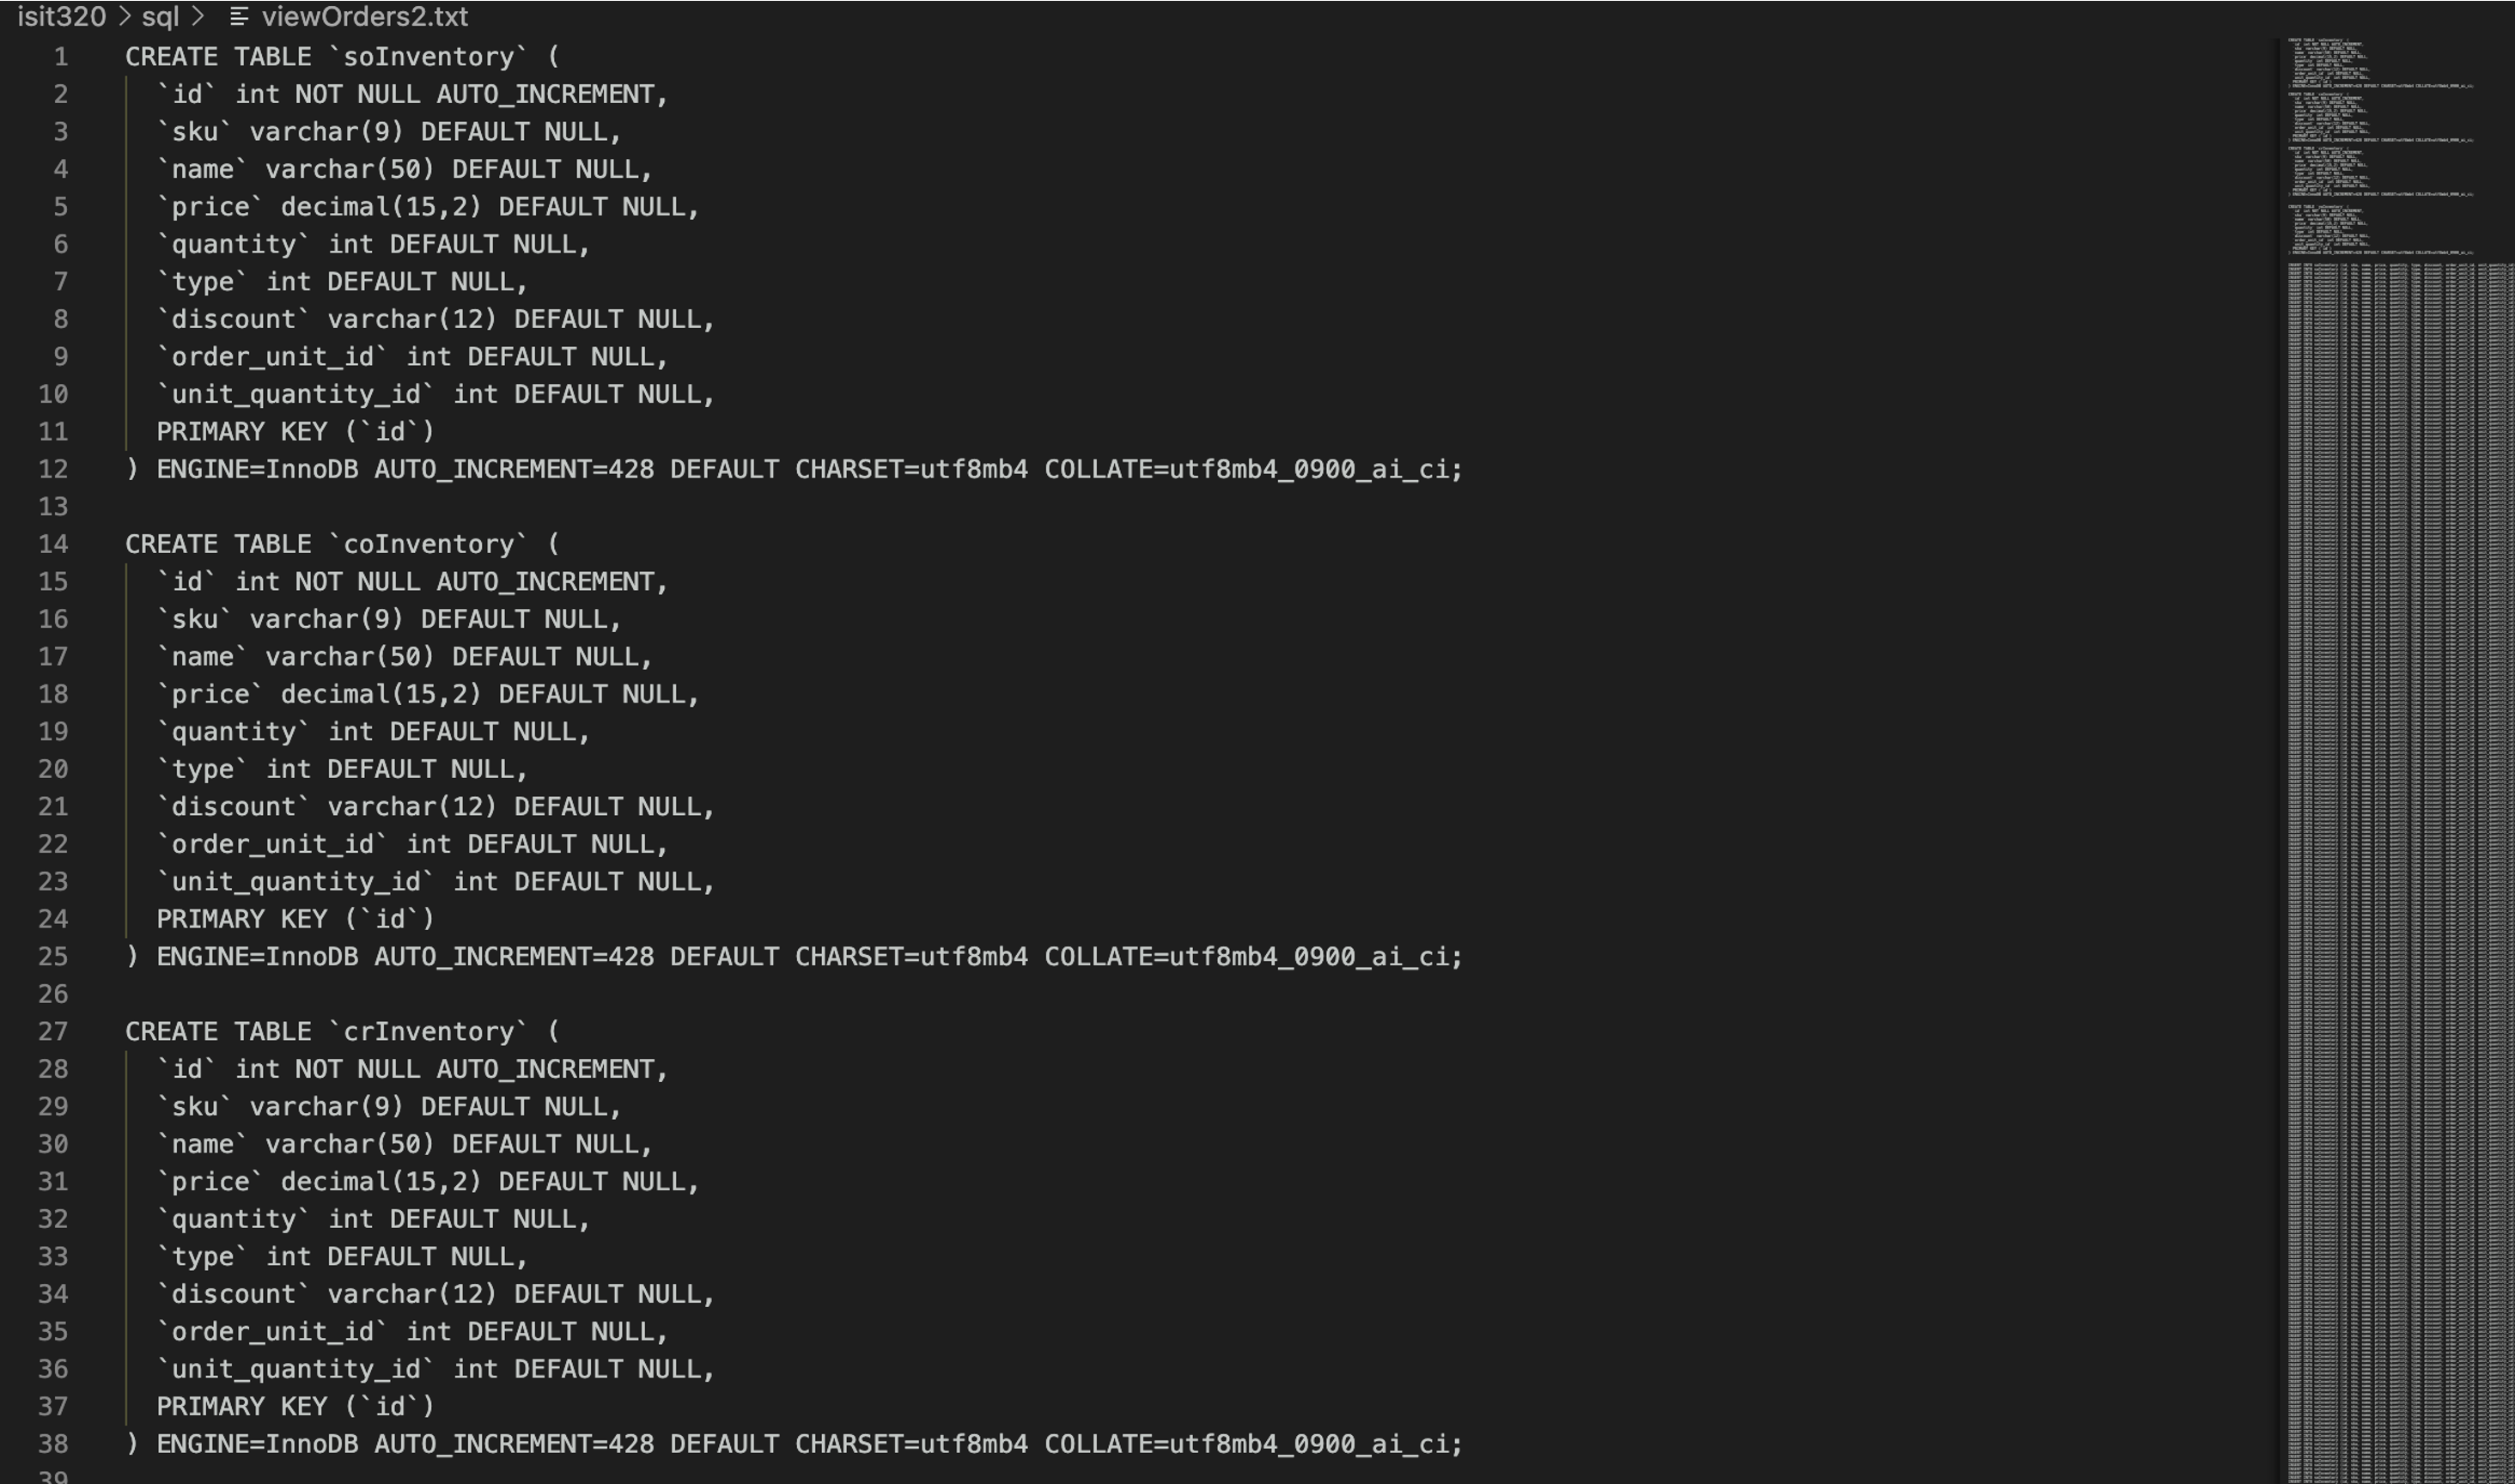 isit320 > sql > viewOrders2.txt
1 CREATE TABLE `soInventory` (
2 `id` int NOT NULL AUTO_INCREMENT,
3 `sku` varchar(9) DEFAULT NULL,
4 `name` varchar(50) DEFAULT NULL,
5 `price` decimal(15,2) DEFAULT NULL,
6 `quantity` int DEFAULT NULL,
7 `type` int DEFAULT NULL,
8 `discount` varchar(12) DEFAULT NULL,
9 `order_unit_id` int DEFAULT NULL,
10 `unit_quantity_id` int DEFAULT NULL,
11 PRIMARY KEY (`id`)
12 ) ENGINE=InnoDB AUTO_INCREMENT=428 DEFAULT CHARSET=utf8mb4 COLLATE=utf8mb4_0900_ai_ci;
13
14 CREATE TABLE `coInventory` (
15 `id` int NOT NULL AUTO_INCREMENT,
16 `sku` varchar(9) DEFAULT NULL,
17 `name` varchar(50) DEFAULT NULL,
18 `price` decimal(15,2) DEFAULT NULL,
19 `quantity` int DEFAULT NULL,
20 `type` int DEFAULT NULL,
21 `discount` varchar(12) DEFAULT NULL,
22 `order_unit_id` int DEFAULT NULL,
23 `unit_quantity_id` int DEFAULT NULL,
24 PRIMARY KEY (`id`)
25 ) ENGINE=InnoDB AUTO_INCREMENT=428 DEFAULT CHARSET=utf8mb4 COLLATE=utf8mb4_0900_ai_ci;
26
27 CREATE TABLE `crInventory` (
28 `id` int NOT NULL AUTO_INCREMENT,
29 `sku` varchar(9) DEFAULT NULL,
30 `name` varchar(50) DEFAULT NULL,
31 `price` decimal(15,2) DEFAULT NULL,
32 `quantity` int DEFAULT NULL,
33 `type` int DEFAULT NULL,
34 `discount` varchar(12) DEFAULT NULL,
35 `order_unit_id` int DEFAULT NULL,
36 `unit_quantity_id` int DEFAULT NULL,
37 PRIMARY KEY (`id`)
38 ) ENGINE=InnoDB AUTO_INCREMENT=428 DEFAULT CHARSET=utf8mb4 COLLATE=utf8mb4_0900_ai_ci;
39